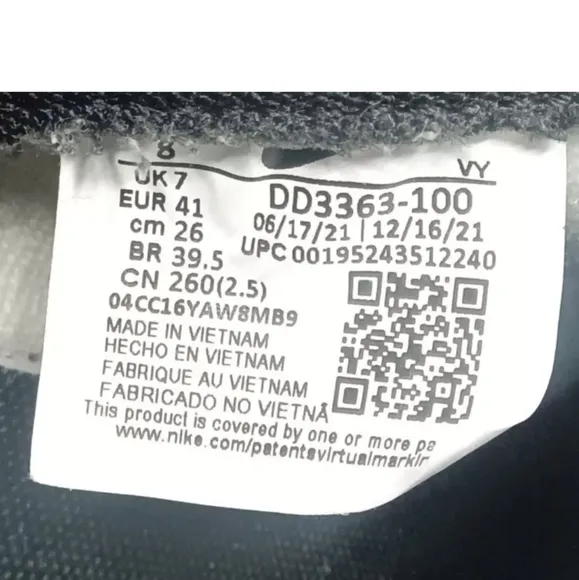 8
VY
UK 7
DD3363-100
EUR 41
06/17/21 | 12/16/21
cm 26
UPC 00195243512240
BR 39.5
CN 260(2.5)
04CC16YAW8MB9
MADE IN VIETNAM
HECHO EN VIETNAM
FABRIQUE AU VIETNAM
FABRICADO NO VIETNÃ
This product is covered by one or more pa
www.nike.com/patentsvirtualmarkin